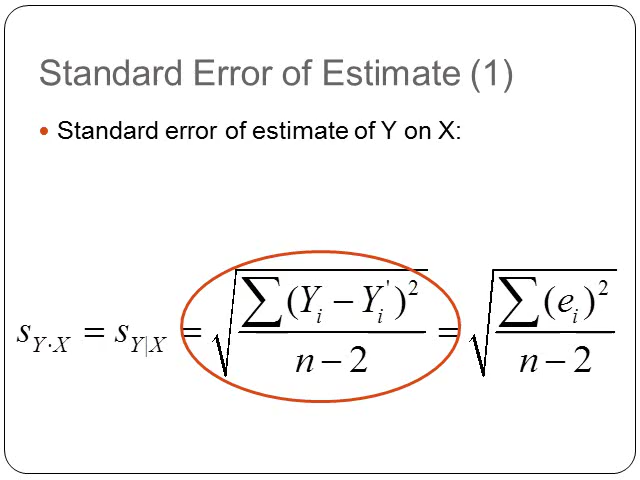 Standard Error of Estimate (1)
• Standard error of estimate of Y on X:
s_{Y·X} = s_{Y|X} = √(∑(Y_i − Y_i')² / (n − 2)) = √(∑(e_i)² / (n − 2))